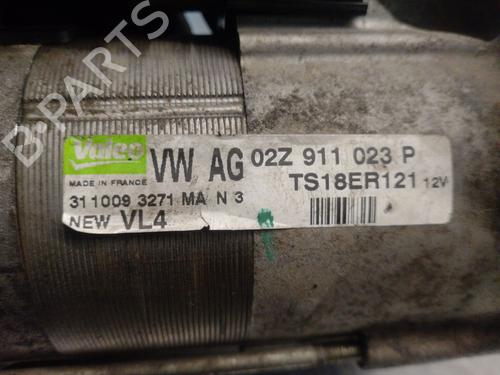 B-PARTS
Valeo VW AG 02Z 911 023 P
MADE IN FRANCE TS18ER121 12V
311009 3271 MA N 3
NEW VL4